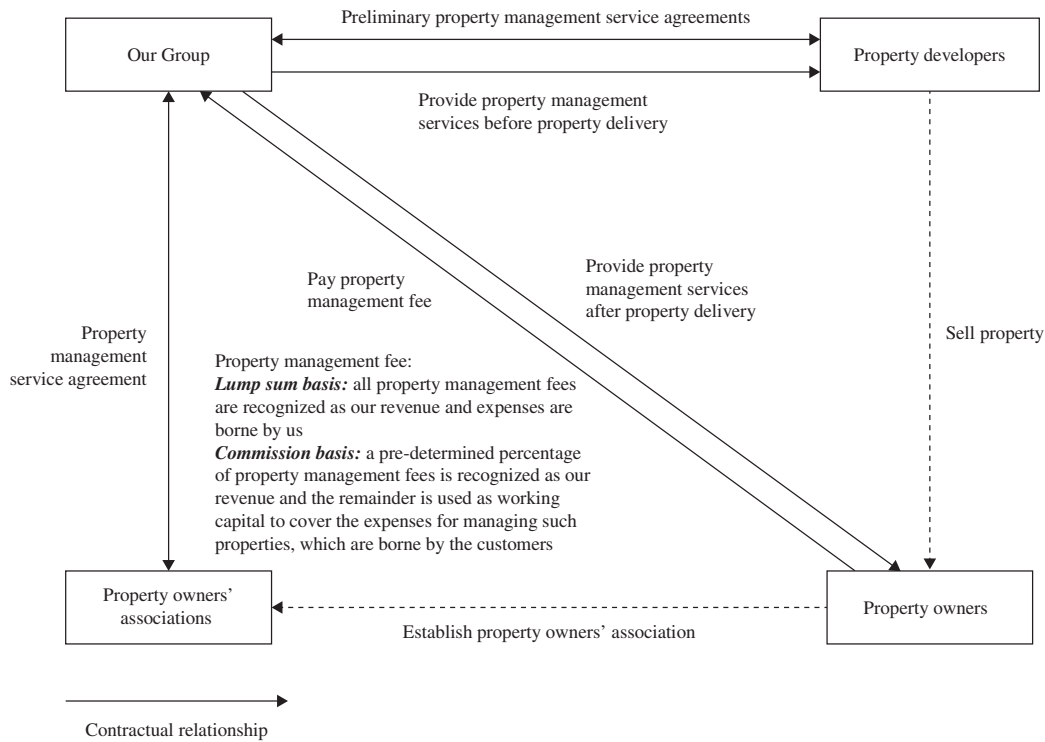 Preliminary property management service agreements
Our Group
Property developers
Provide property management
services before property delivery
Pay property
management fee
Provide property
management services
after property delivery
Sell property
Property
management
service agreement
Property management fee:
Lump sum basis: all property management fees
are recognized as our revenue and expenses are
borne by us
Commission basis: a pre-determined percentage
of property management fees is recognized as our
revenue and the remainder is used as working
capital to cover the expenses for managing such
properties, which are borne by the customers
Property owners’
associations
Property owners
Establish property owners’ association
Contractual relationship